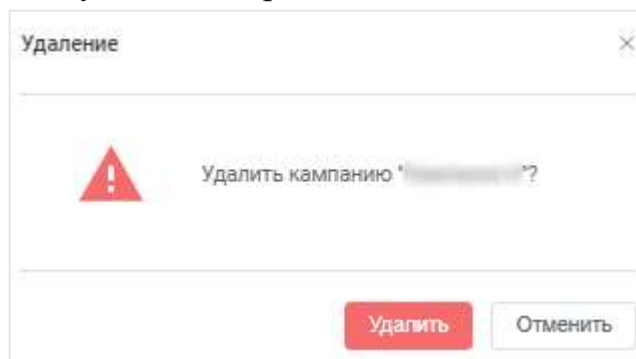 Удаление
Удалить кампанию "
"?
Удалить
Отменить